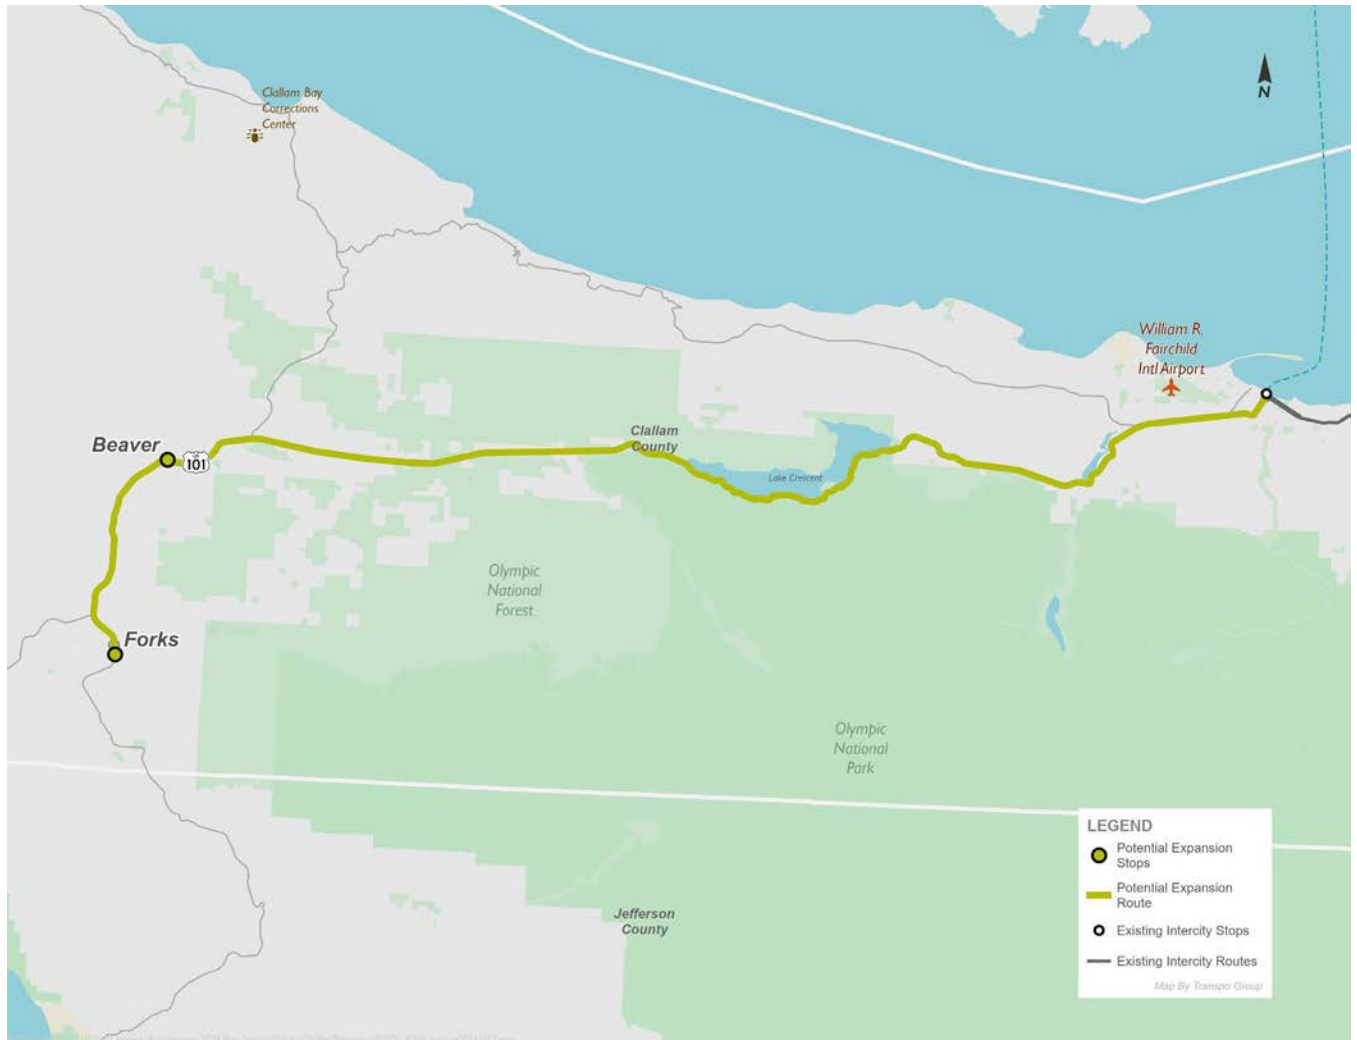 Clallam Bay
Corrections
Center
N
William R.
Fairchild
Intl Airport
Beaver
US
101
Clallam
County
Lake Crescent
Olympic
National
Forest
Forks
Olympic
National
Park
Jefferson
County
LEGEND
Potential Expansion
Stops
Potential Expansion
Route
Existing Intercity Stops
Existing Intercity Routes
Map By Transpo Group